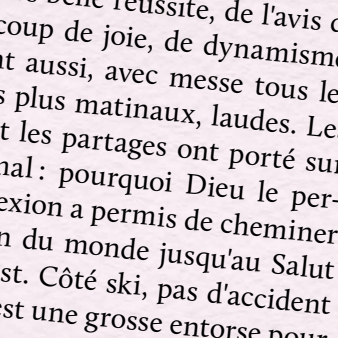 belle réussite, de l'avis
coup de joie, de dynamisme
nt aussi, avec messe tous le
s plus matinaux, laudes. Le
t les partages ont porté sur
nal : pourquoi Dieu le per-
exion a permis de cheminer
n du monde jusqu'au Salut
st. Côté ski, pas d'accident
est une grosse entorse pour